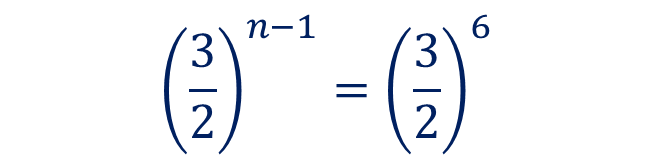 (3/2)^{n−1} = (3/2)^6